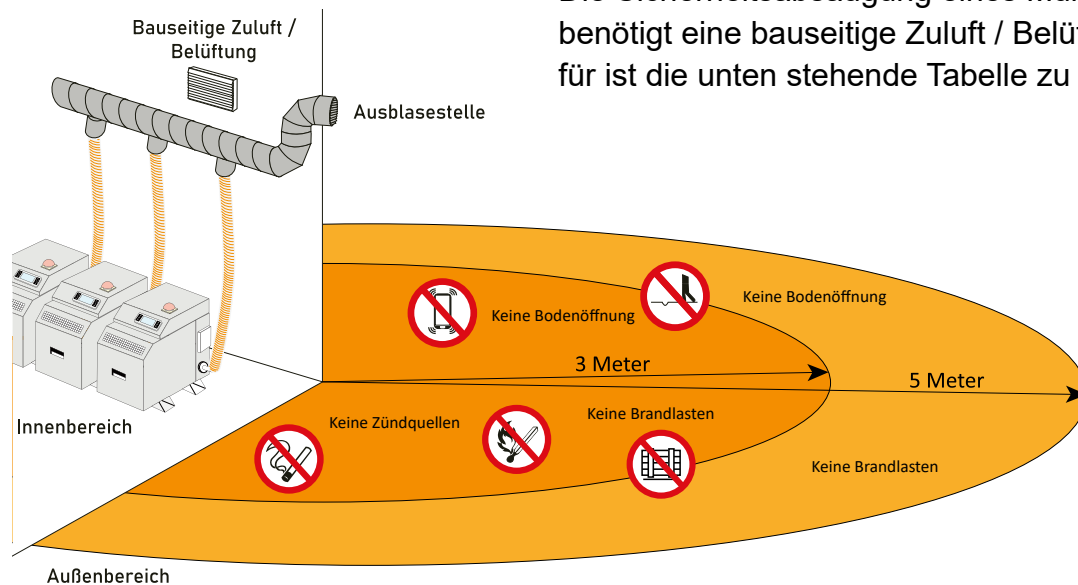 benötigt eine bauseitige Zuluft / Belüf
für ist die unten stehende Tabelle zu
Bauseitige Zuluft /
Belüftung
Ausblasestelle
Keine Bodenöffnung
Keine Bodenöffnung
3 Meter
5 Meter
Keine Zündquellen
Keine Brandlasten
Keine Brandlasten
Innenbereich
Außenbereich